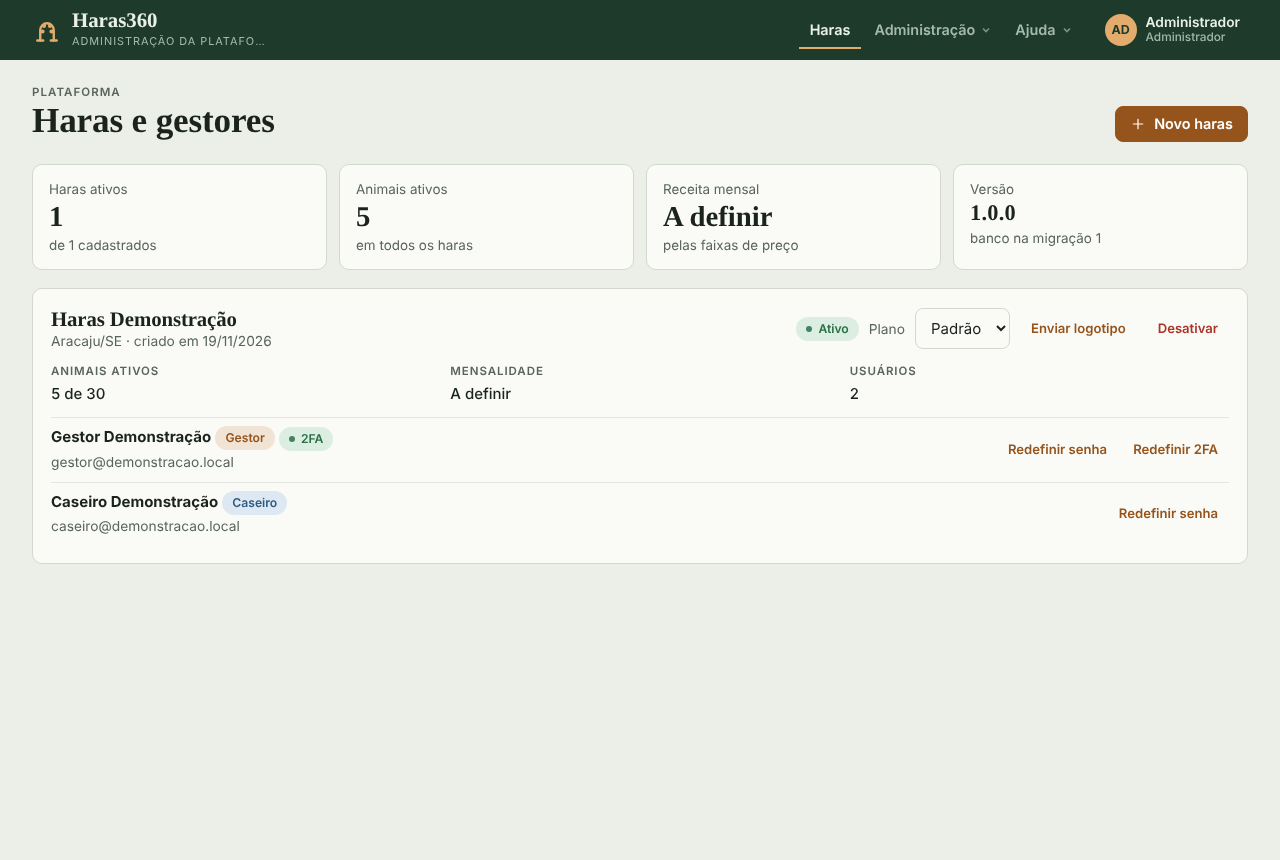 Haras360
ADMINISTRAÇÃO DA PLATAFO…
Haras
Administração
Ajuda
AD
Administrador
Administrador
PLATAFORMA
Haras e gestores
+ Novo haras
Haras ativos
1
de 1 cadastrados
Animais ativos
5
em todos os haras
Receita mensal
A definir
pelas faixas de preço
Versão
1.0.0
banco na migração 1
Haras Demonstração
Aracaju/SE · criado em 19/11/2026
Ativo
Plano
Padrão
Enviar logotipo
Desativar
ANIMAIS ATIVOS
5 de 30
MENSALIDADE
A definir
USUÁRIOS
2
Gestor Demonstração Gestor 2FA
gestor@demonstracao.local
Redefinir senha
Redefinir 2FA
Caseiro Demonstração Caseiro
caseiro@demonstracao.local
Redefinir senha